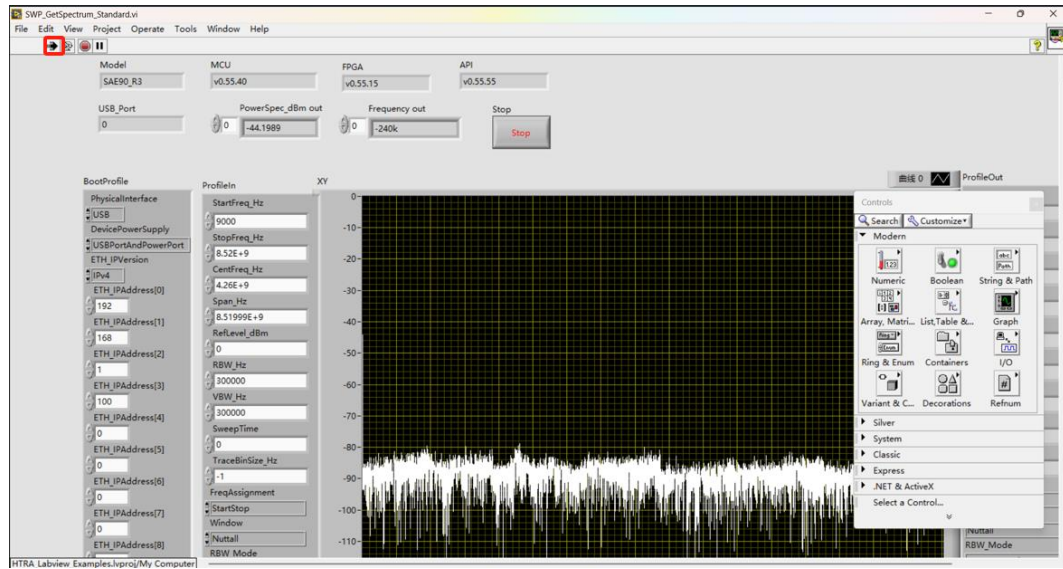 SWP_GetSpectrum_Standard.vi
File Edit View Project Operate Tools Window Help
Model MCU FPGA API
SAE90_R3 v0.55.40 v0.55.15 v0.55.55
USB_Port PowerSpec_dBm out Frequency out Stop
0 0 -44.1989 0 -240k Stop
BootProfile
PhysicalInterface
USB
DevicePowerSupply
USBPortAndPowerPort
ETH_IPVersion
IPv4
ETH_IPAddress[0]
192
ETH_IPAddress[1]
168
ETH_IPAddress[2]
1
ETH_IPAddress[3]
100
ETH_IPAddress[4]
0
ETH_IPAddress[5]
0
ETH_IPAddress[6]
0
ETH_IPAddress[7]
0
ETH_IPAddress[8]
ProfileIn
StartFreq_Hz
9000
StopFreq_Hz
8.52E+9
CentFreq_Hz
4.26E+9
Span_Hz
8.51999E+9
RefLevel_dBm
0
RBW_Hz
300000
VBW_Hz
300000
SweepTime
0
TraceBinSize_Hz
-1
FreqAssignment
StartStop
Window
Nuttall
RBW_Mode
XY
曲线 0
0
-10
-20
-30
-40
-50
-60
-70
-80
-90
-100
-110
ProfileOut
Controls
Search Customize
Modern
Numeric Boolean String & Path
Array, Matri... List,Table &... Graph
Ring & Enum Containers I/O
Variant & C... Decorations Refnum
Silver
System
Classic
Express
.NET & ActiveX
Select a Control...
Nuttall
RBW_Mode
HTRA_Labview_Examples.lvproj/My Computer